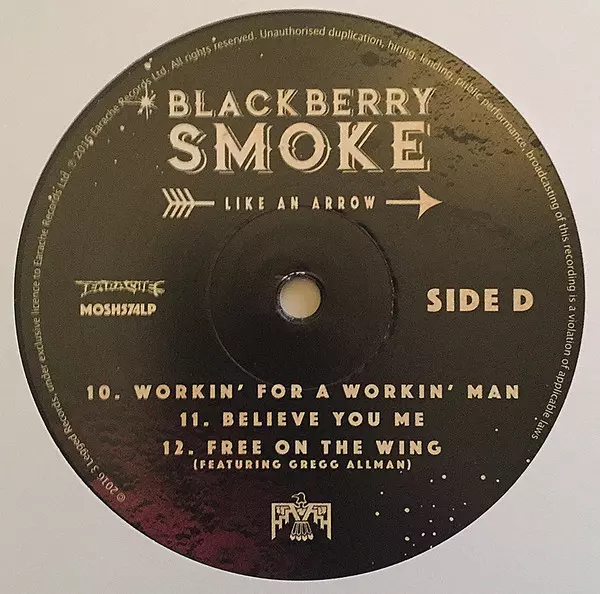 © 2016 3 Legged Records under exclusive licence to Earache Records Ltd. ℗ 2016 Earache Records Ltd. All rights reserved. Unauthorised duplication, hiring, lending, public performance, broadcasting of this recording is a violation of applicable laws
BLACKBERRY
SMOKE
LIKE AN ARROW
EARACHE
MOSH574LP
SIDE D
10. WORKIN' FOR A WORKIN' MAN
11. BELIEVE YOU ME
12. FREE ON THE WING
(FEATURING GREGG ALLMAN)